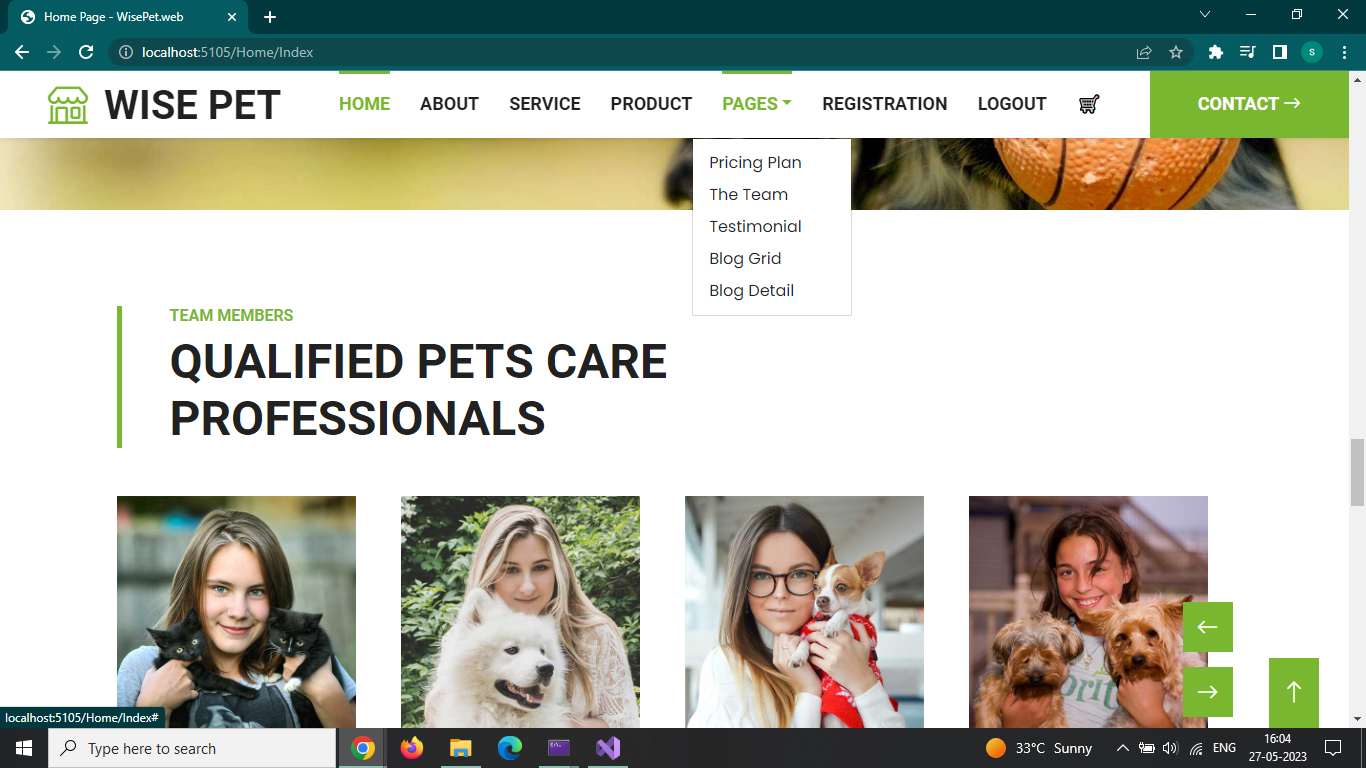 Home Page - WisePet.web
localhost:5105/Home/Index
S
WISE PET
HOME
ABOUT
SERVICE
PRODUCT
PAGES
REGISTRATION
LOGOUT
CONTACT
Pricing Plan
The Team
Testimonial
Blog Grid
Blog Detail
TEAM MEMBERS
QUALIFIED PETS CARE
PROFESSIONALS
localhost:5105/Home/Index#
Type here to search
33°C Sunny
ENG
16:04
27-05-2023